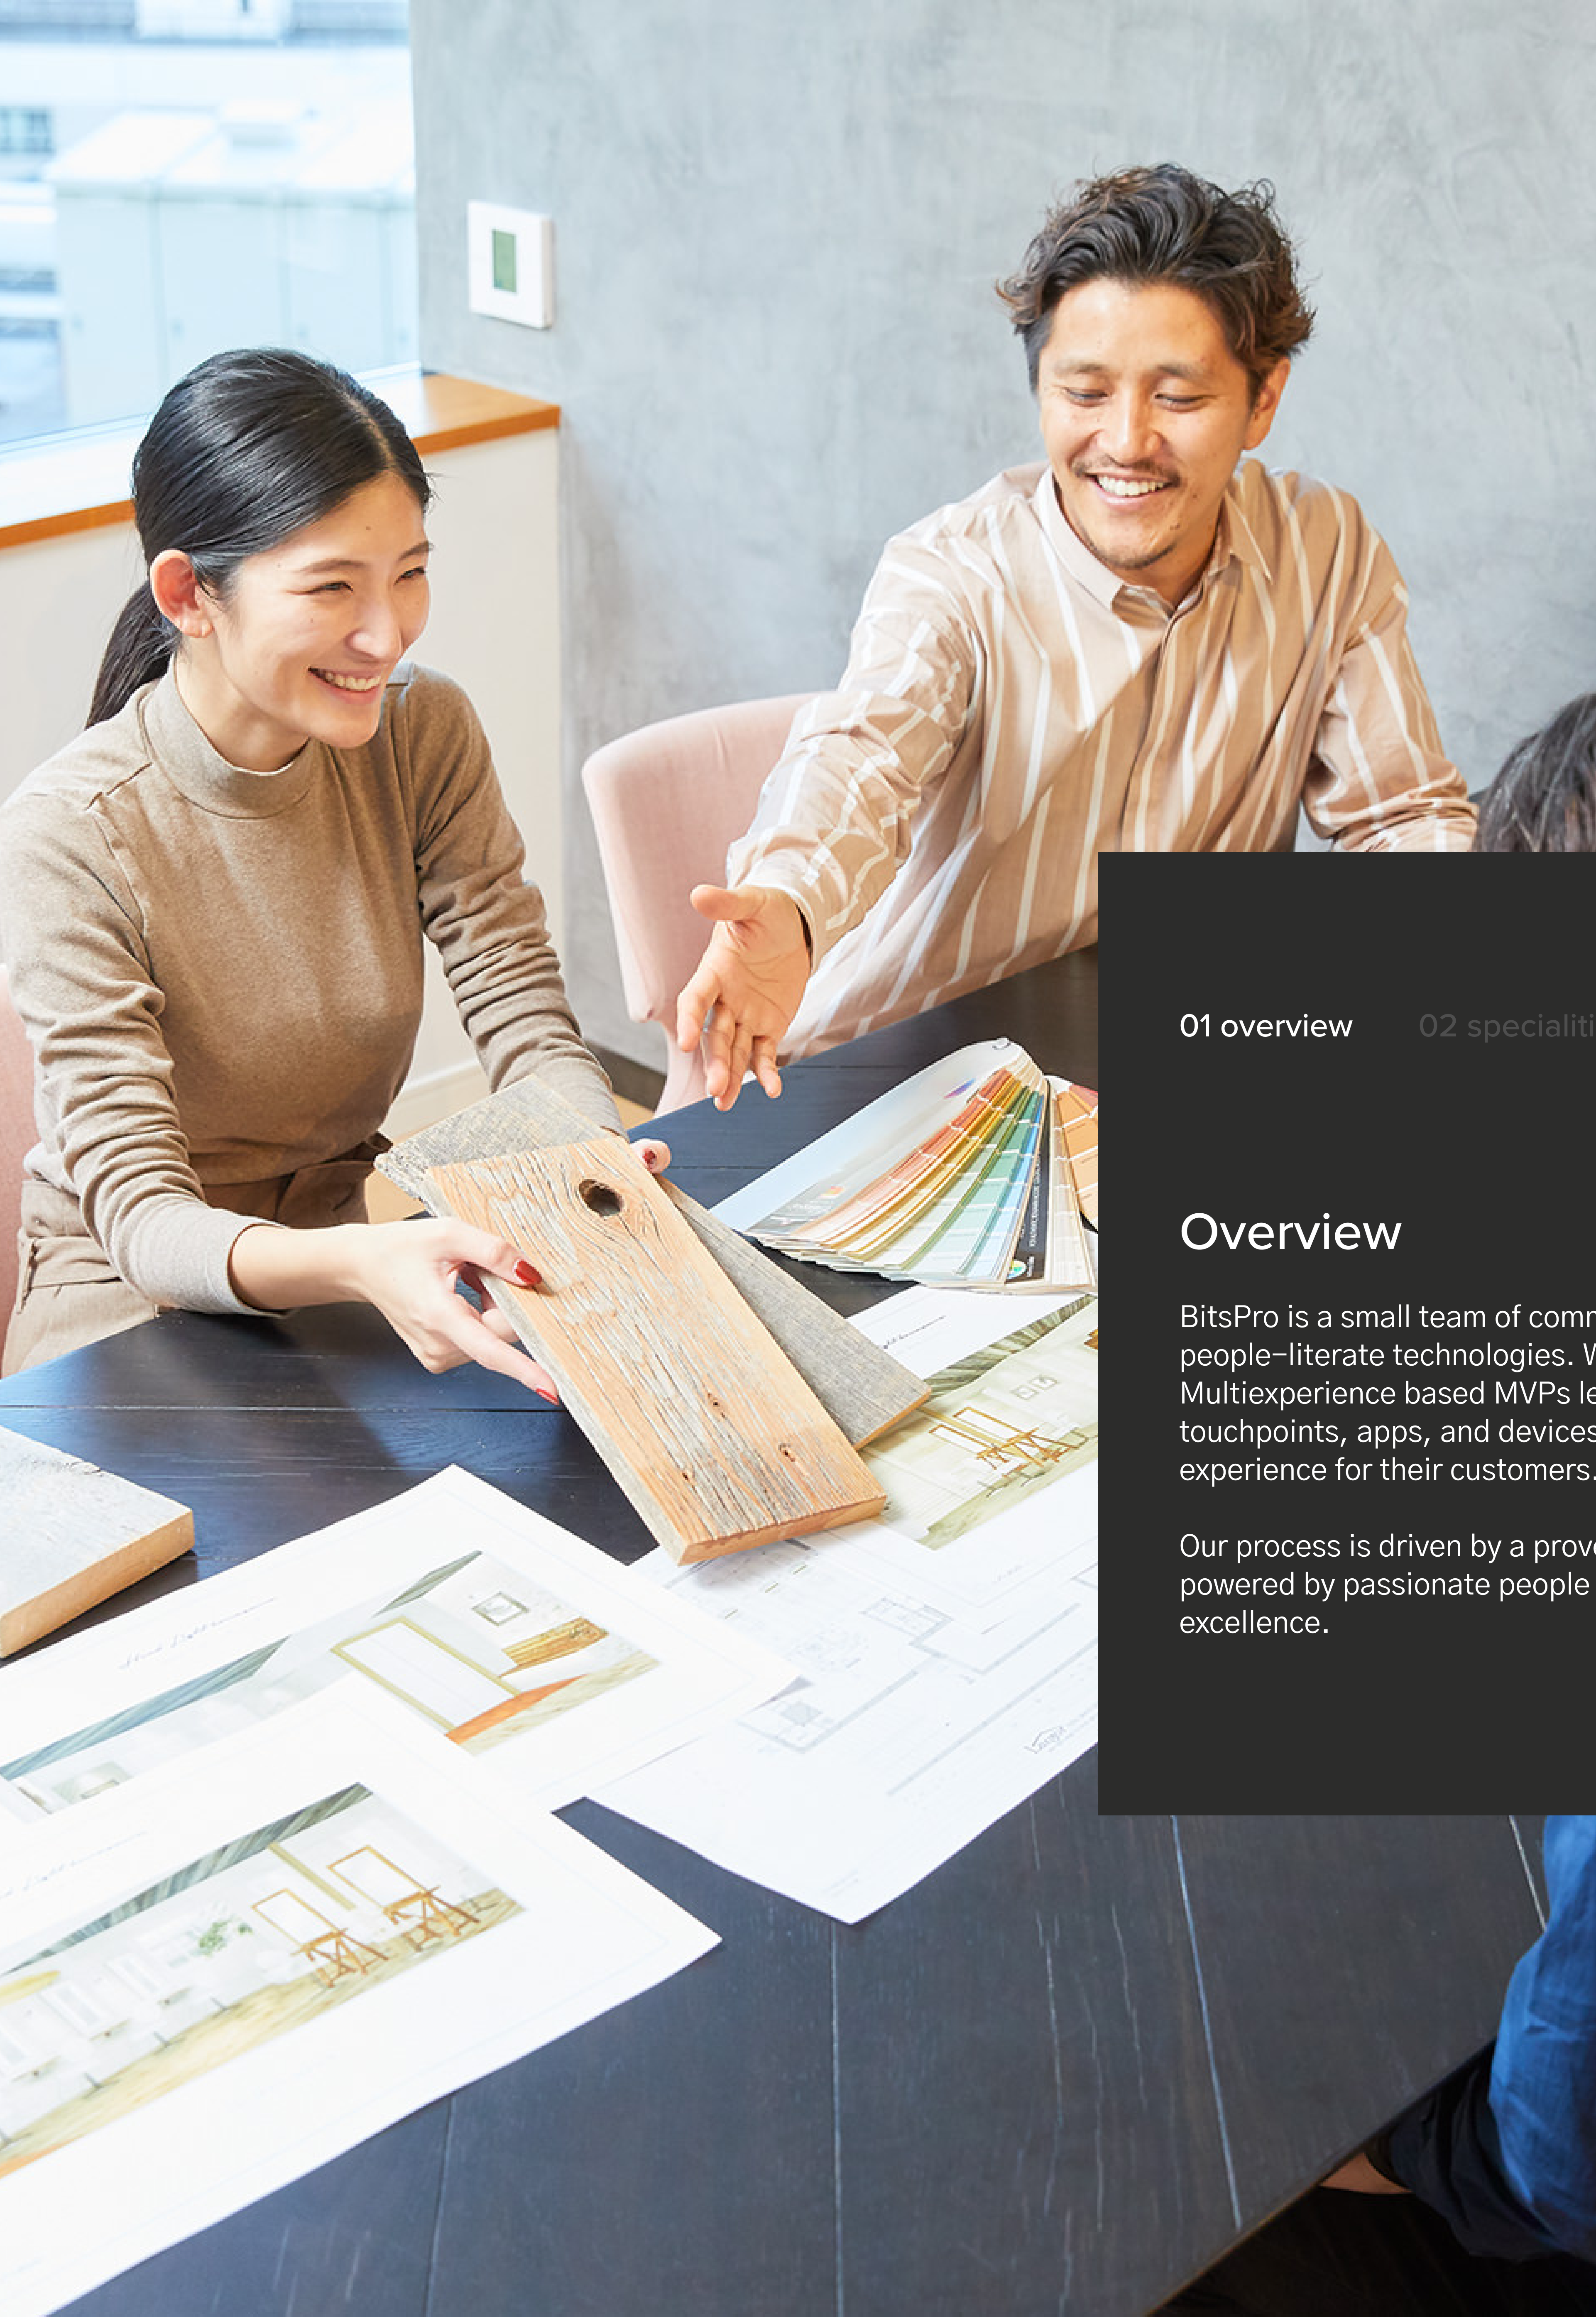 01 overview
02 specialiti
Overview
BitsPro is a small team of comm
people-literate technologies. W
Multiexperience based MVPs le
touchpoints, apps, and devices
experience for their customers.
Our process is driven by a prove
powered by passionate people
excellence.